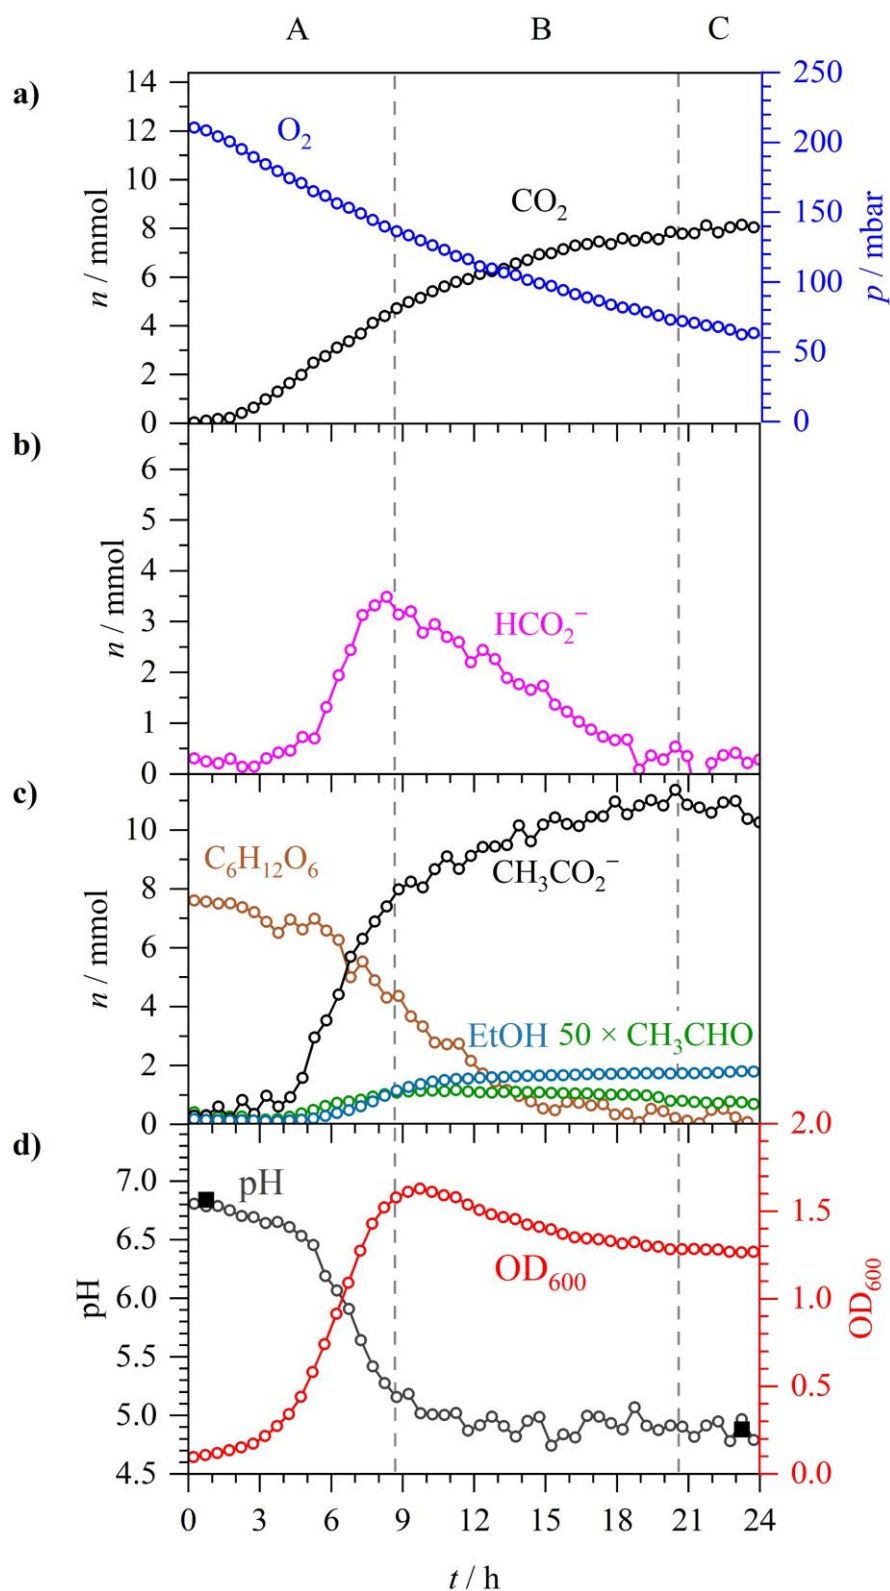 A B C
a)
14
12
10
8
6
4
2
0
n / mmol
O₂
CO₂
250
200
150
100
50
0
p / mbar
b)
6
5
4
3
2
1
0
n / mmol
HCO₂⁻
c)
10
8
6
4
2
0
n / mmol
C₆H₁₂O₆
CH₃CO₂⁻
EtOH 50 × CH₃CHO
d)
7.0
6.5
6.0
5.5
5.0
4.5
pH
pH
OD₆₀₀
2.0
1.5
1.0
0.5
0.0
OD₆₀₀
0 3 6 9 12 15 18 21 24
t / h